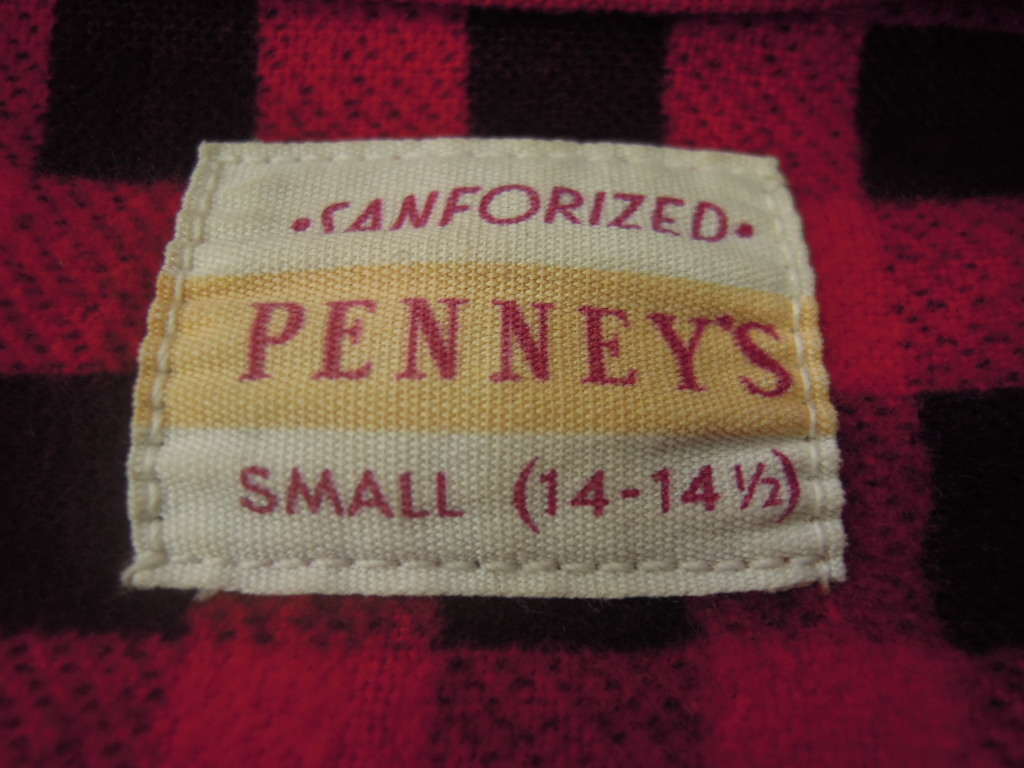 •SANFORIZED•
PENNEY'S
SMALL (14-14½)